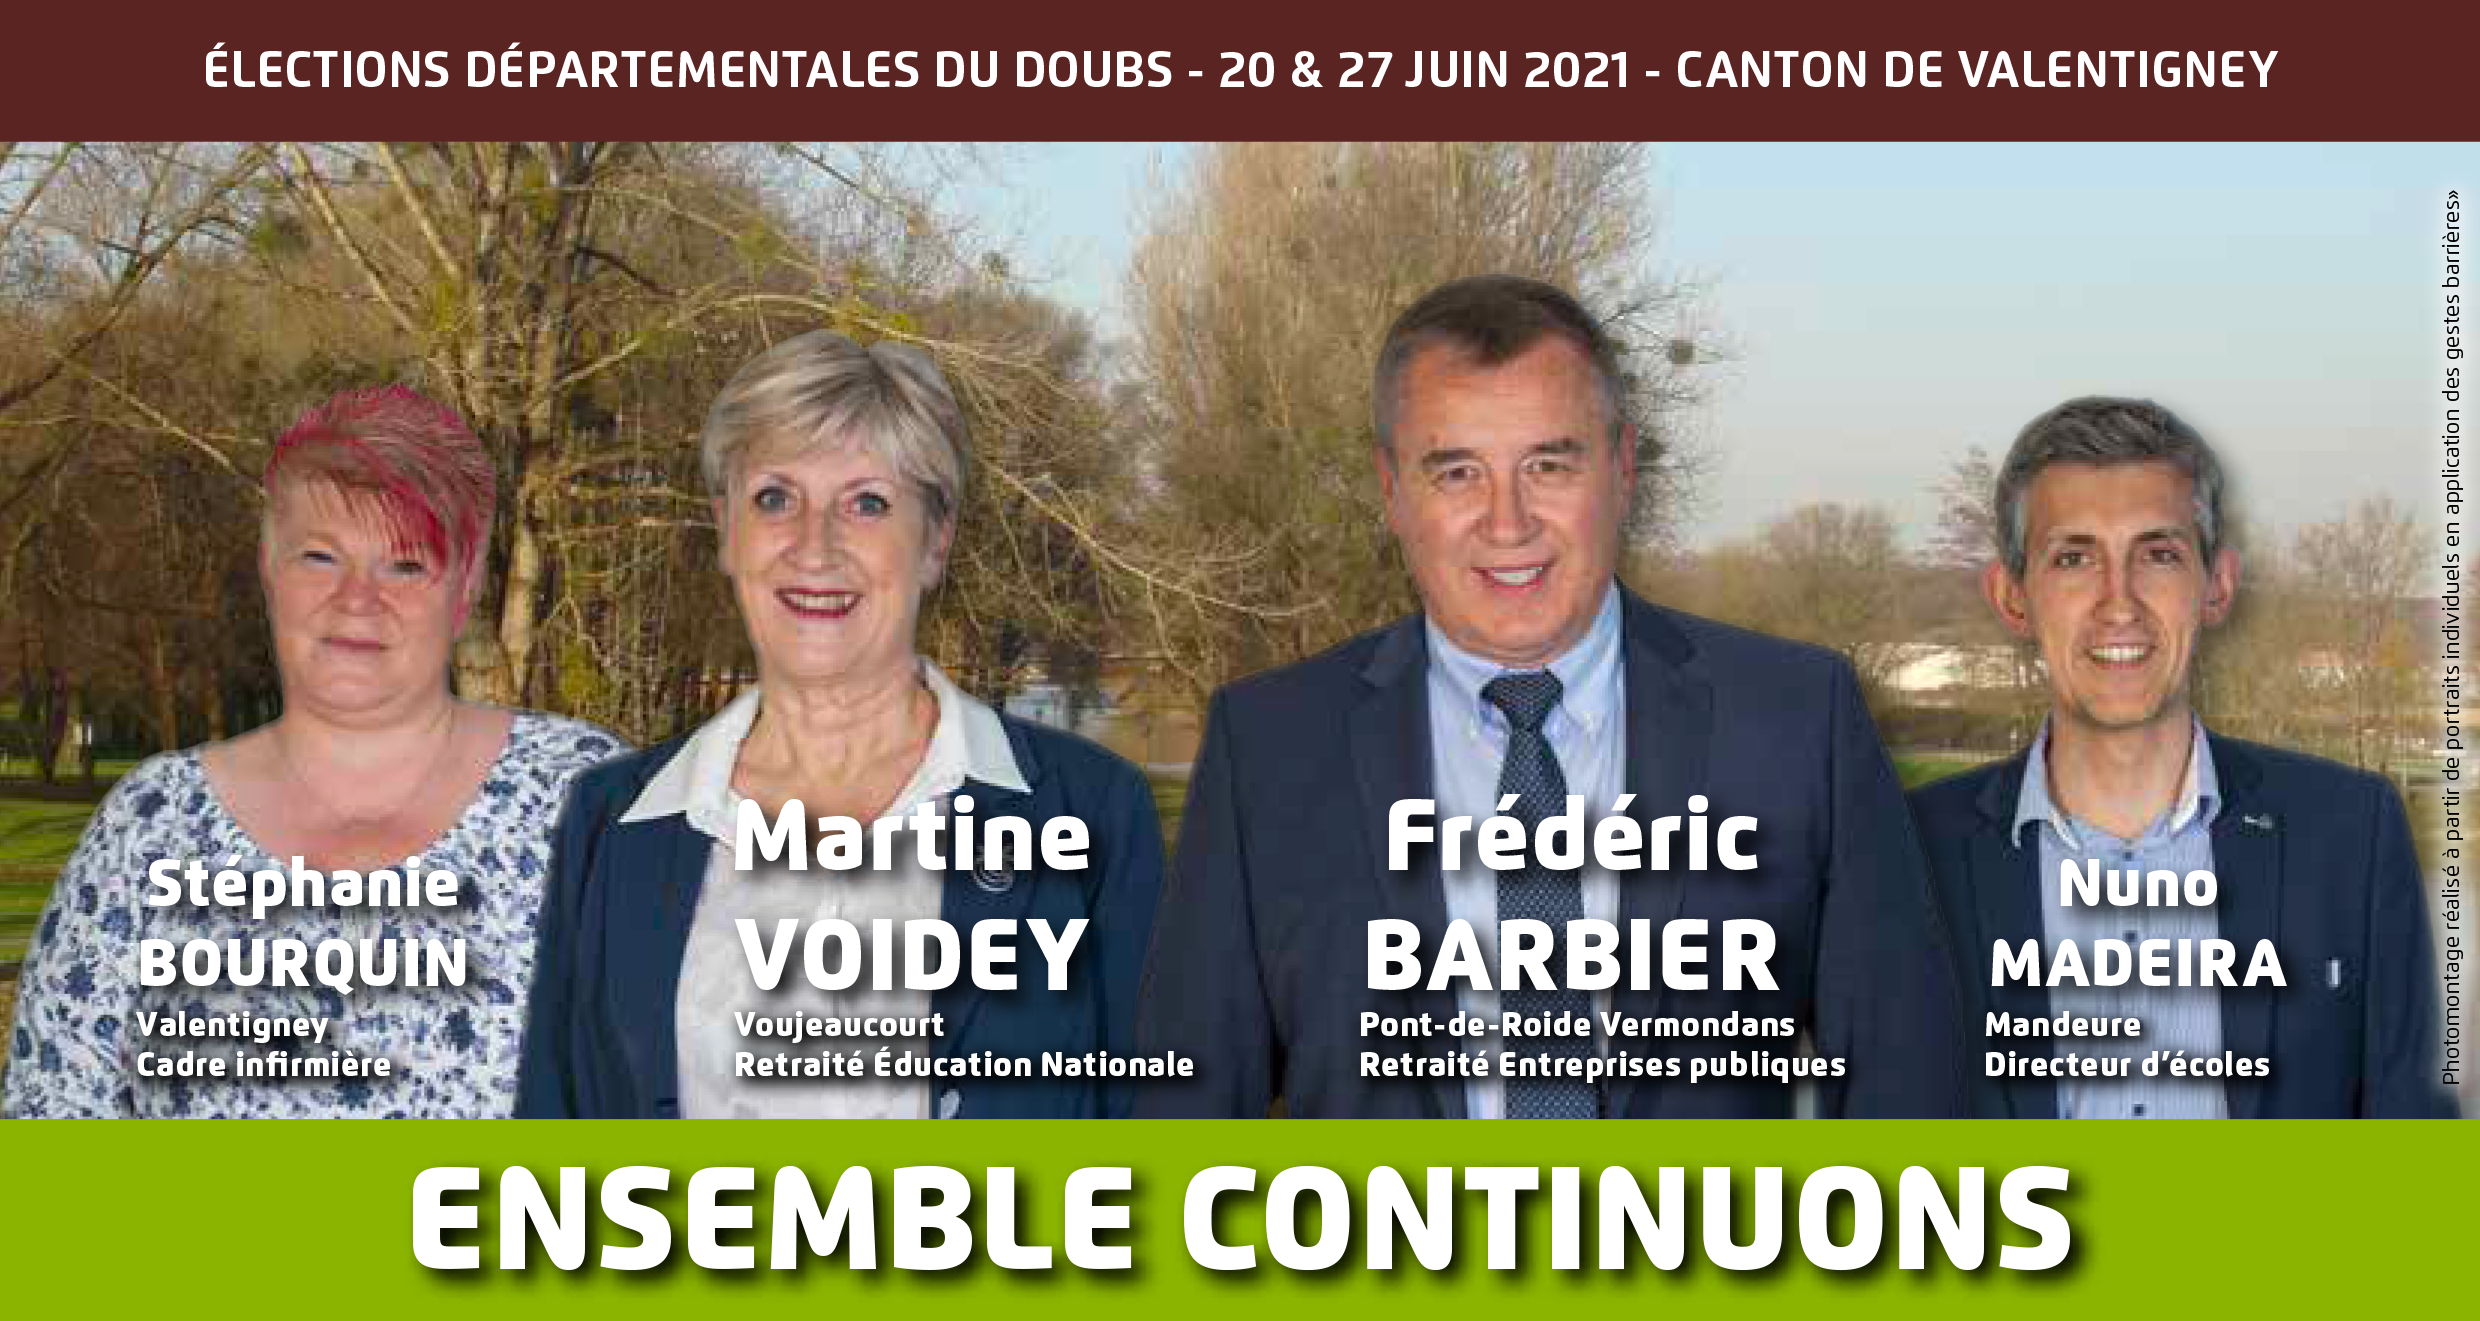 ÉLECTIONS DÉPARTEMENTALES DU DOUBS - 20 & 27 JUIN 2021 - CANTON DE VALENTIGNEY
Stéphanie
BOURQUIN
Valentigney
Cadre infirmière
Martine
VOIDEY
Voujeaucourt
Retraité Éducation Nationale
Frédéric
BARBIER
Pont-de-Roide Vermondans
Retraité Entreprises publiques
Nuno
MADEIRA
Mandeure
Directeur d’écoles
Photomontage réalisé à partir de portraits individuels en application des gestes barrières»
ENSEMBLE CONTINUONS